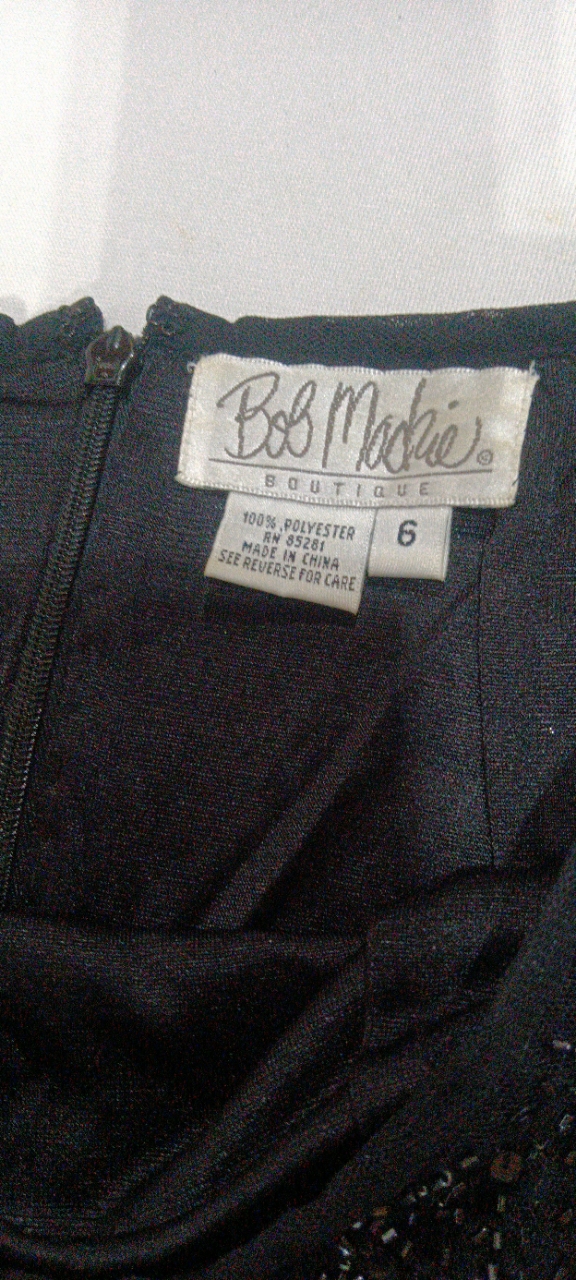 Bob Mackie ©
BOUTIQUE
100% POLYESTER
RN 85281
MADE IN CHINA
SEE REVERSE FOR CARE
6